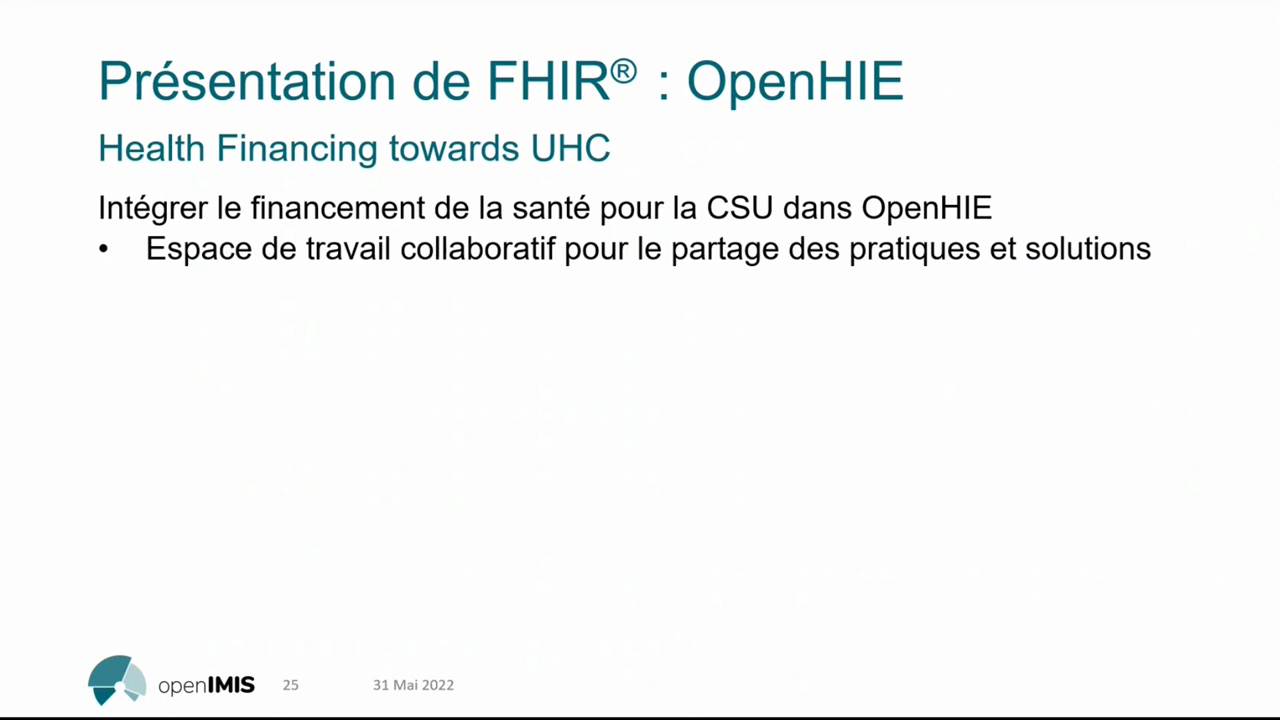 Présentation de FHIR® : OpenHIE
Health Financing towards UHC
Intégrer le financement de la santé pour la CSU dans OpenHIE
• Espace de travail collaboratif pour le partage des pratiques et solutions
openIMIS 25 31 Mai 2022